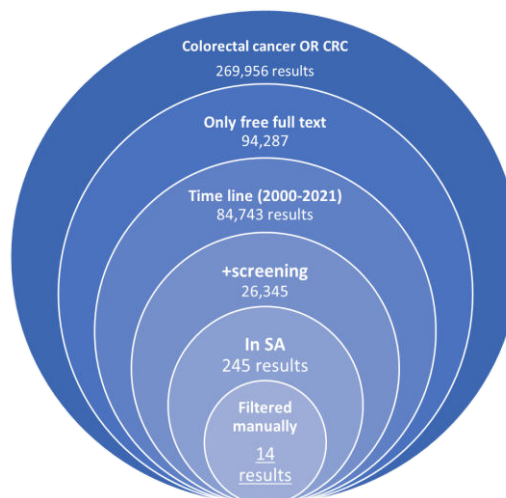 Colorectal cancer OR CRC
269,956 results
Only free full text
94,287
Time line (2000-2021)
84,743 results
+screening
26,345
In SA
245 results
Filtered
manually
14
results